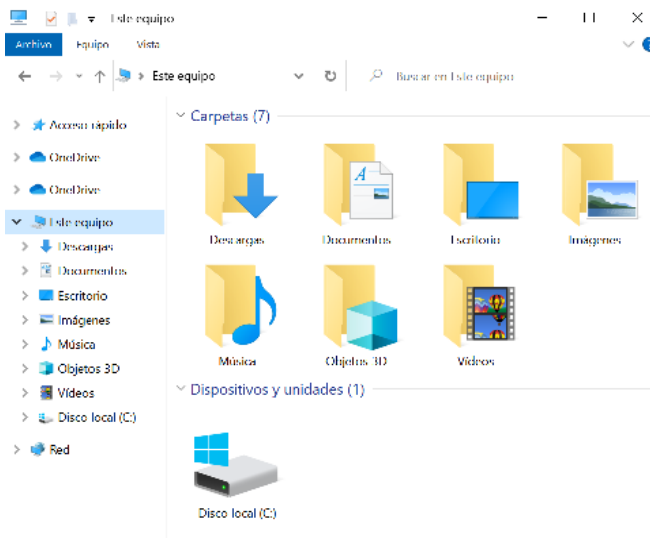 Este equipo
Archivo Equipo Vista
Este equipo Buscar en Este equipo
Acceso rápido
OneDrive
OneDrive
Este equipo
Descargas
Documentos
Escritorio
Imágenes
Música
Objetos 3D
Vídeos
Disco local (C:)
Red
Carpetas (7)
Descargas Documentos Escritorio Imágenes
Música Objetos 3D Vídeos
Dispositivos y unidades (1)
Disco local (C:)